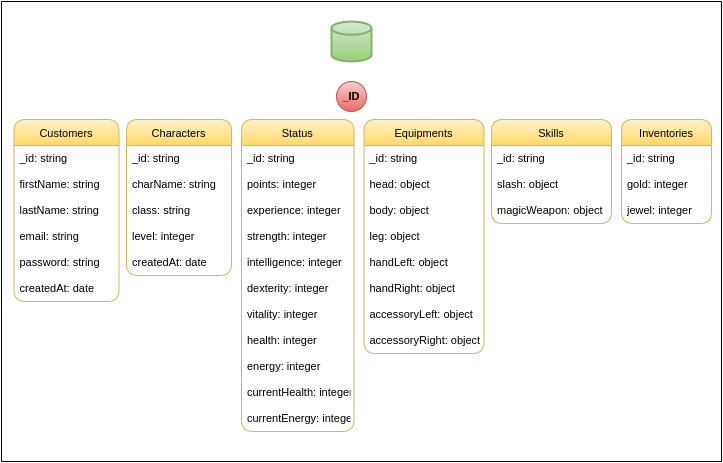 _ID
Customers
_id: string
firstName: string
lastName: string
email: string
password: string
createdAt: date
Characters
_id: string
charName: string
class: string
level: integer
createdAt: date
Status
_id: string
points: integer
experience: integer
strength: integer
intelligence: integer
dexterity: integer
vitality: integer
health: integer
energy: integer
currentHealth: integer
currentEnergy: intege
Equipments
_id: string
head: object
body: object
leg: object
handLeft: object
handRight: object
accessoryLeft: object
accessoryRight: object
Skills
_id: string
slash: object
magicWeapon: object
Inventories
_id: string
gold: integer
jewel: integer